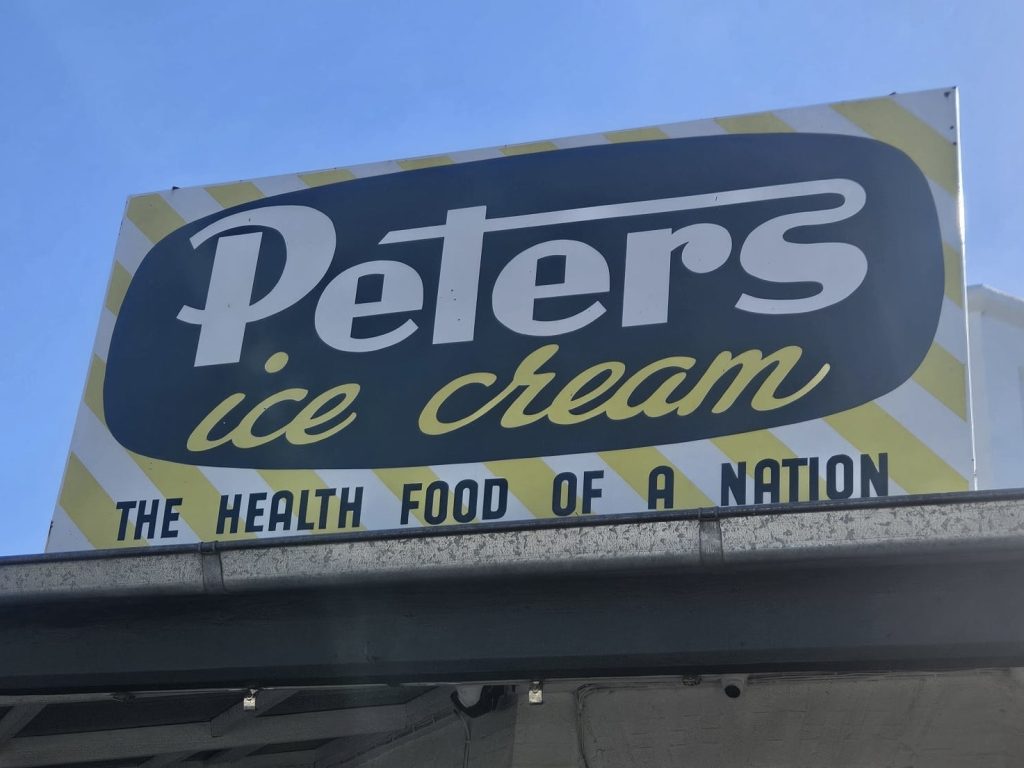 Peters
ice cream
THE HEALTH FOOD OF A NATION